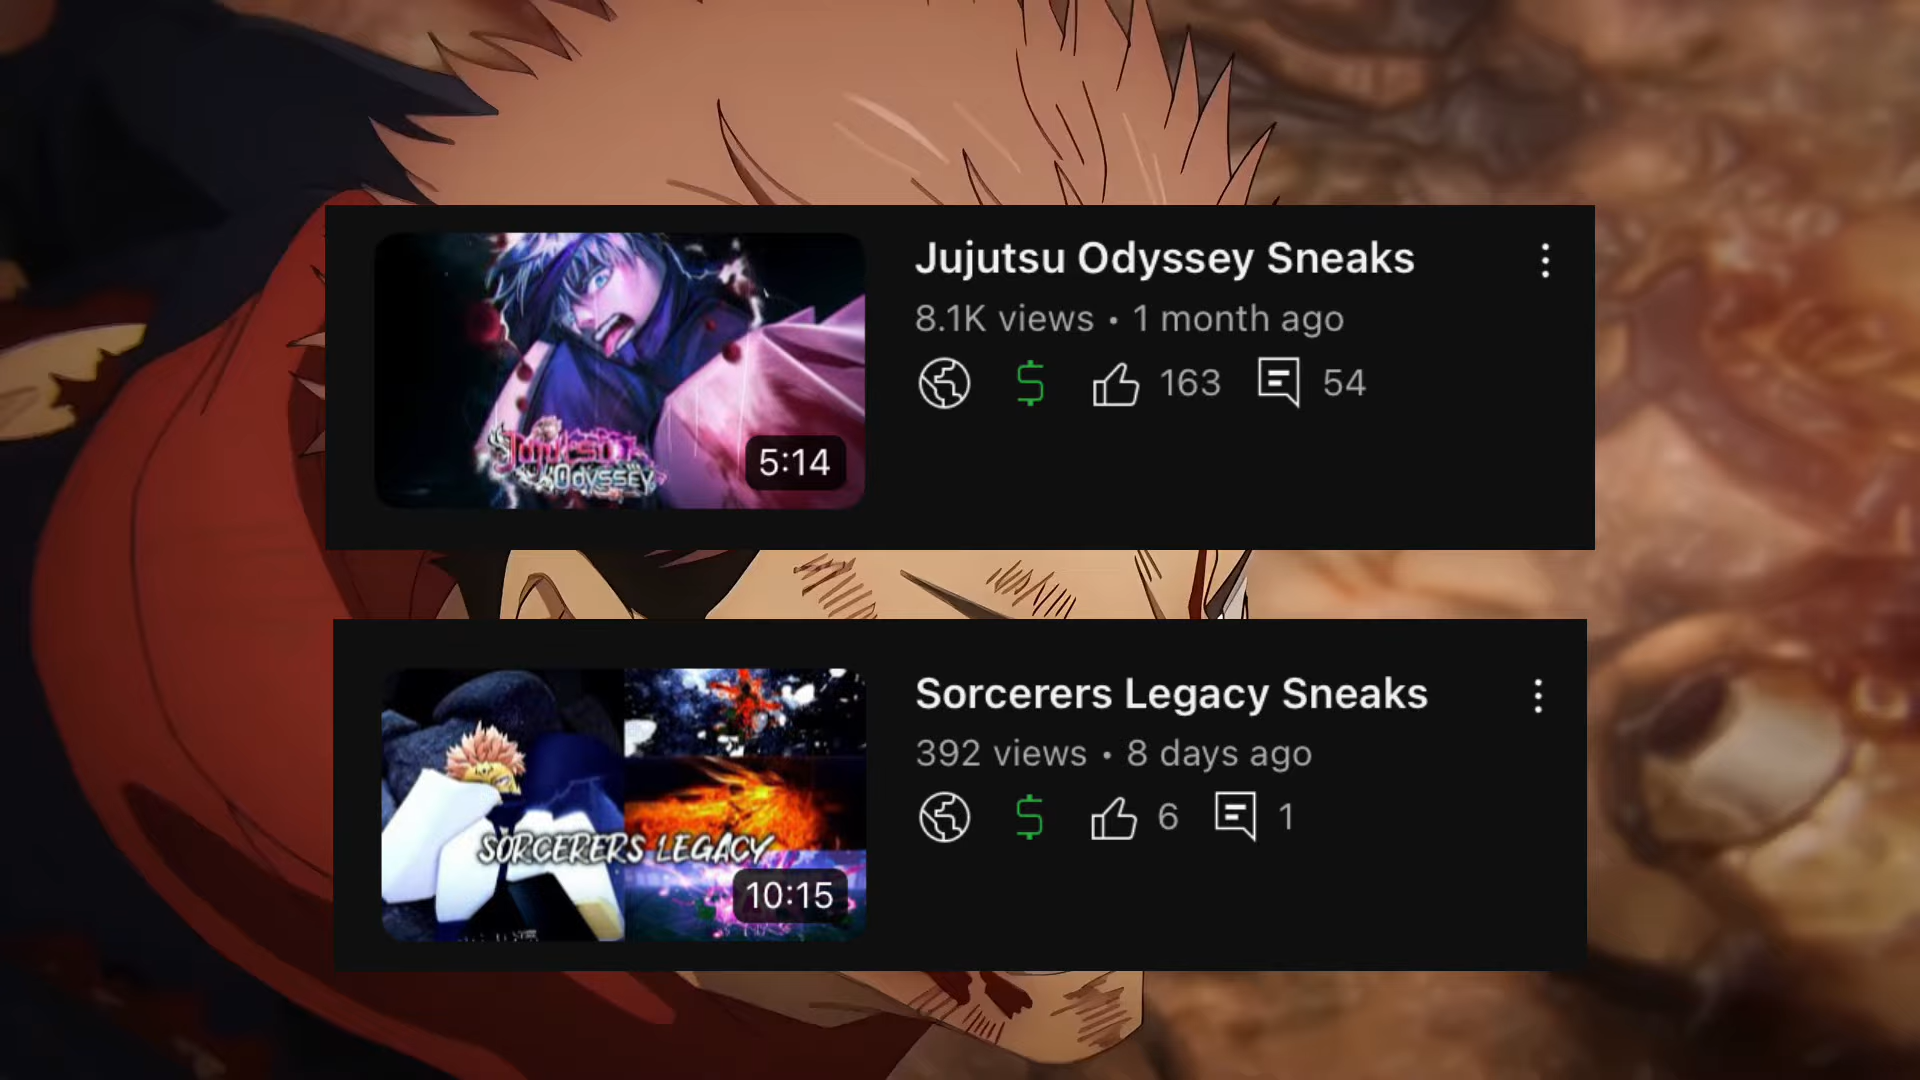 Jujutsu Odyssey Sneaks
8.1K views • 1 month ago
163 54
Jujutsu
Odyssey
5:14
Sorcerers Legacy Sneaks
392 views • 8 days ago
6 1
SORCERERS LEGACY
10:15